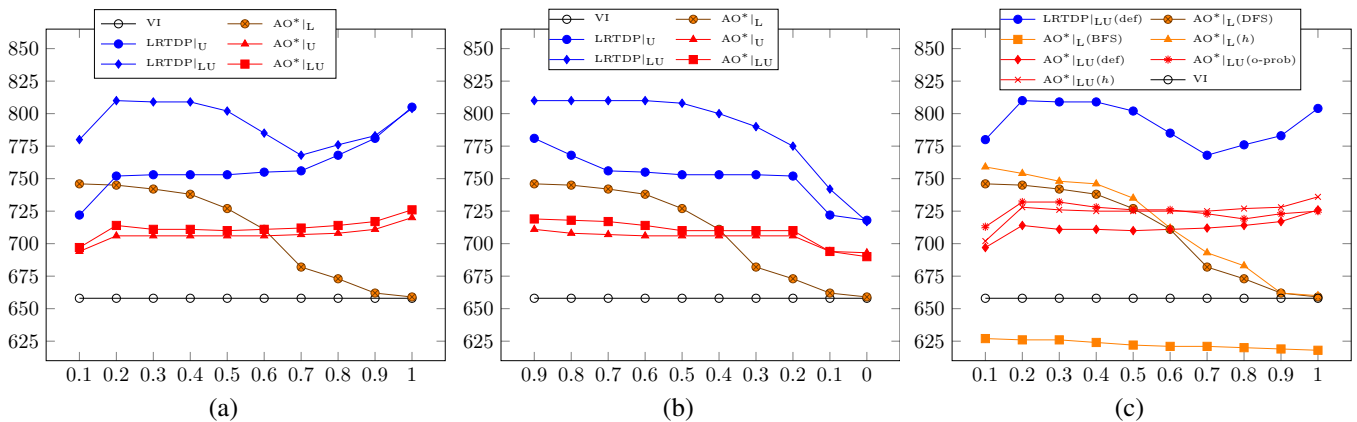 VI
LRTDP|U
LRTDP|LU
AO*|L
AO*|U
AO*|LU
850
825
800
775
750
725
700
675
650
625
0.1 0.2 0.3 0.4 0.5 0.6 0.7 0.8 0.9 1
(a)
VI
LRTDP|U
LRTDP|LU
AO*|L
AO*|U
AO*|LU
850
825
800
775
750
725
700
675
650
625
0.9 0.8 0.7 0.6 0.5 0.4 0.3 0.2 0.1 0
(b)
LRTDP|LU(def)
AO*|L(BFS)
AO*|LU(def)
AO*|LU(h)
AO*|L(DFS)
AO*|L(h)
AO*|LU(o-prob)
VI
850
825
800
775
750
725
700
675
650
625
0.1 0.2 0.3 0.4 0.5 0.6 0.7 0.8 0.9 1
(c)